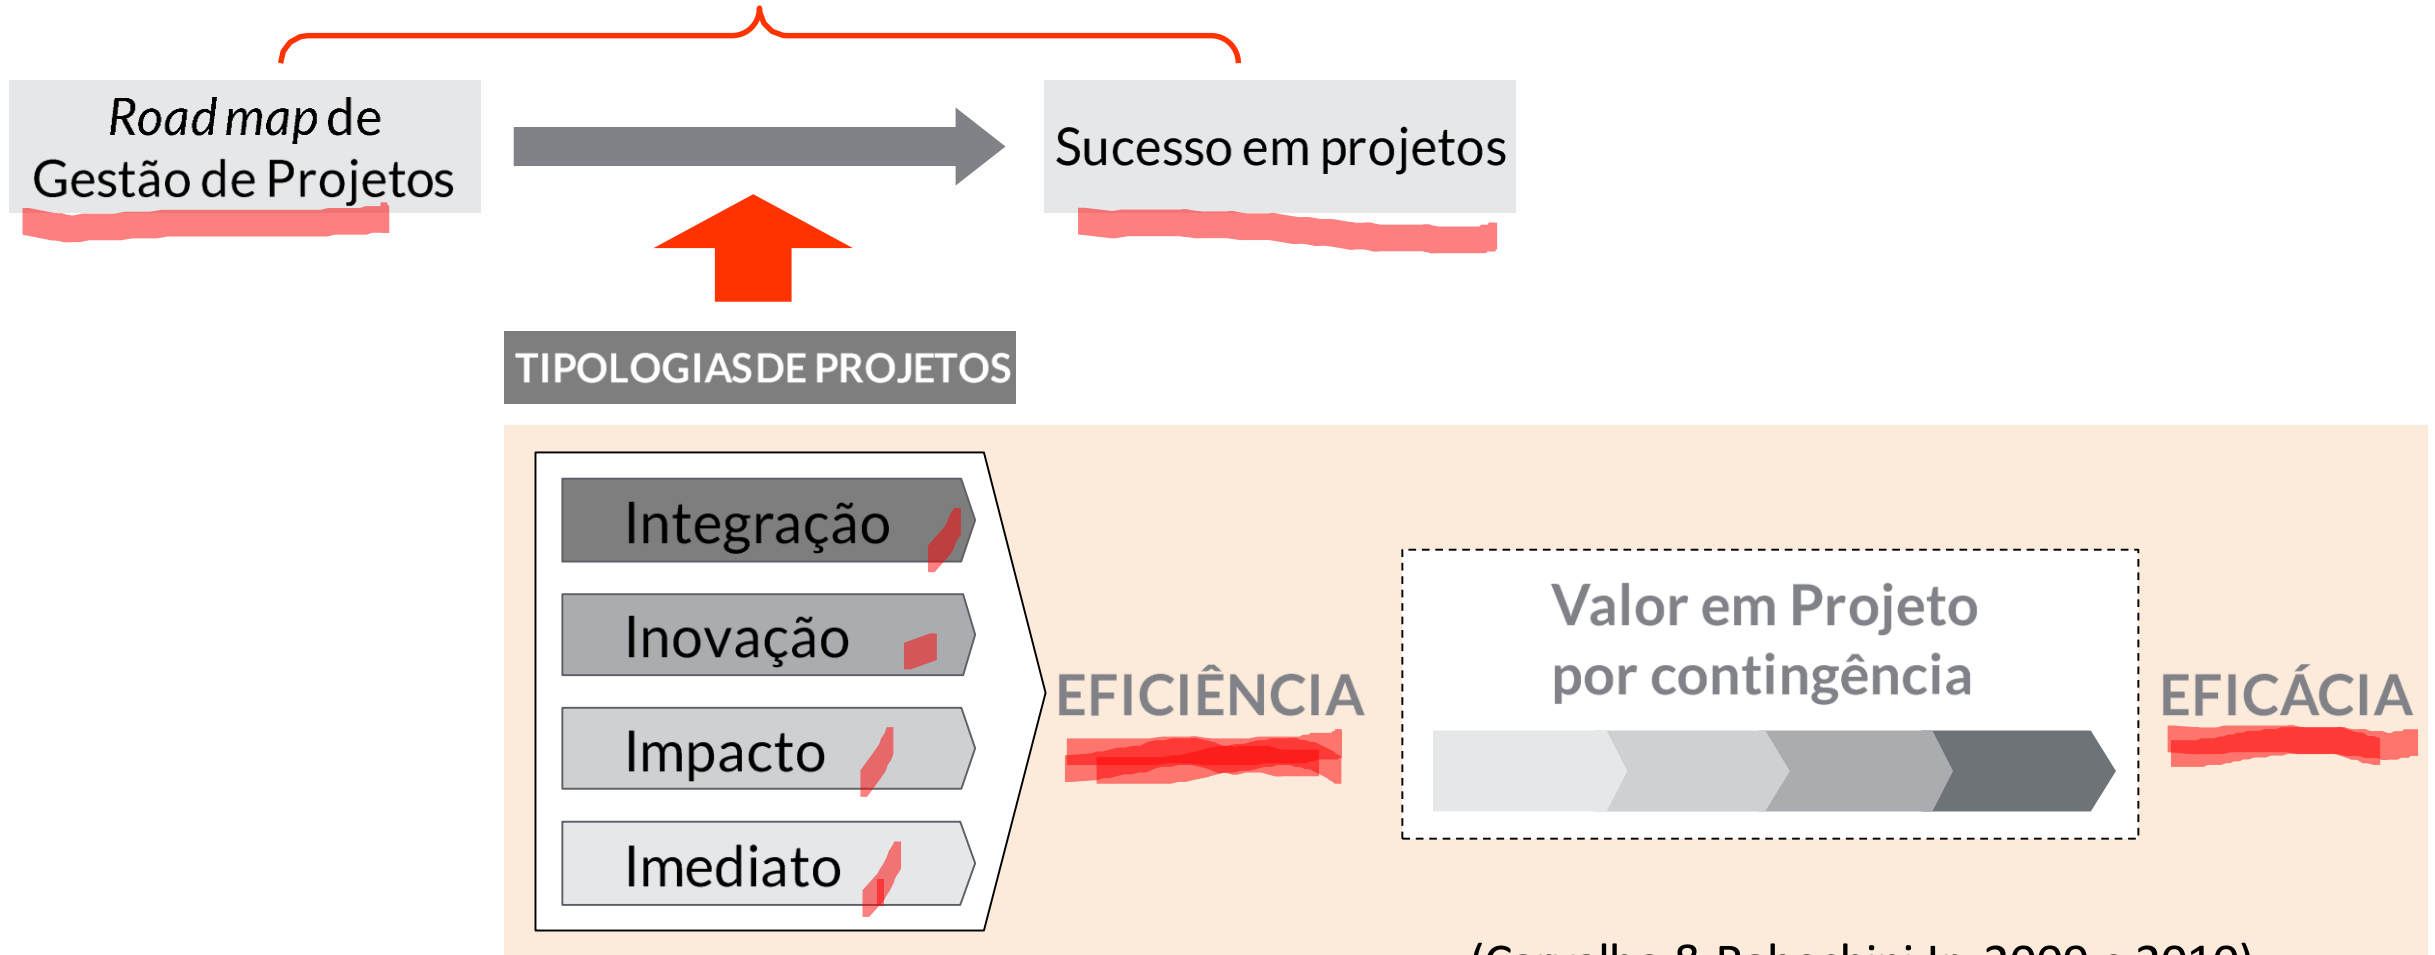 Road map de
Gestão de Projetos
Sucesso em projetos
TIPOLOGIAS DE PROJETOS
Integração
Inovação
Impacto
Imediato
EFICIÊNCIA
Valor em Projeto
por contingência
EFICÁCIA